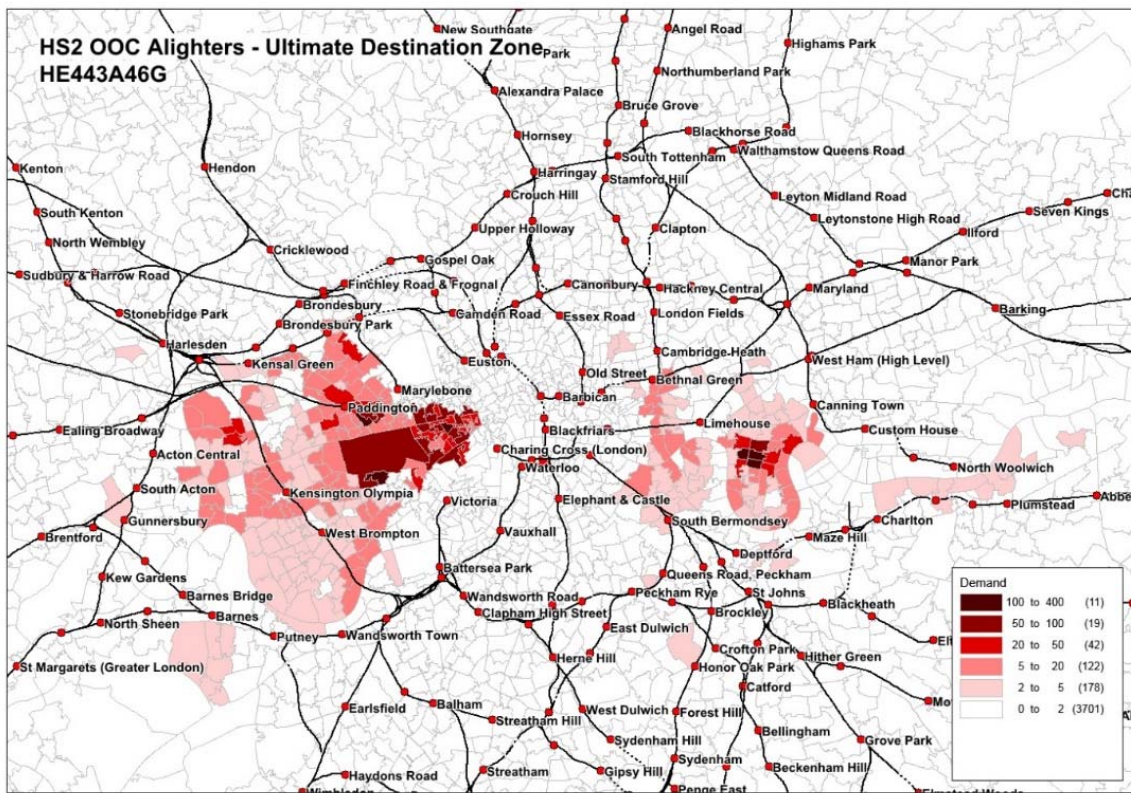 HS2 OOC Alighters - Ultimate Destination Zone
HE443A46G
New Southgate
Park
Angel Road
Highams Park
Northumberland Park
Alexandra Palace
Bruce Grove
Hornsey
Blackhorse Road
Walthamstow Queens Road
South Tottenham
Kenton
Hendon
Harringay
Stamford Hill
Crouch Hill
Leyton Midland Road
South Kenton
Upper Holloway
Clapton
Leytonstone High Road
Seven Kings
North Wembley
Cricklewood
Ilford
Gospel Oak
Manor Park
Sudbury & Harrow Road
Finchley Road & Frognal
Canonbury
Hackney Central
Maryland
Brondesbury
Stonebridge Park
Camden Road
Essex Road
London Fields
Barking
Brondesbury Park
Harlesden
Kensal Green
Euston
Cambridge Heath
West Ham (High Level)
Old Street
Bethnal Green
Marylebone
Barbican
Paddington
Canning Town
Ealing Broadway
Blackfriars
Limehouse
Custom House
Acton Central
Charing Cross (London)
Waterloo
North Woolwich
South Acton
Kensington Olympia
Victoria
Elephant & Castle
Plumstead
Abbe
Gunnersbury
South Bermondsey
Charlton
Brentford
West Brompton
Vauxhall
Maze Hill
Deptford
Kew Gardens
Battersea Park
Queens Road, Peckham
Barnes Bridge
Wandsworth Road
Peckham Rye
St Johns
Blackheath
North Sheen
Barnes
Clapham High Street
Brockley
Putney
Wandsworth Town
East Dulwich
Crofton Park
Hither Green
St Margarets (Greater London)
Herne Hill
Honor Oak Park
Catford
Earlsfield
Balham
West Dulwich
Forest Hill
Streatham Hill
Bellingham
Sydenham Hill
Grove Park
Haydons Road
Streatham
Gipsy Hill
Sydenham
Beckenham Hill
Wimbledon
Penge East
Elmstead Woods
Demand
100 to 400 (11)
50 to 100 (19)
20 to 50 (42)
5 to 20 (122)
2 to 5 (178)
0 to 2 (3701)